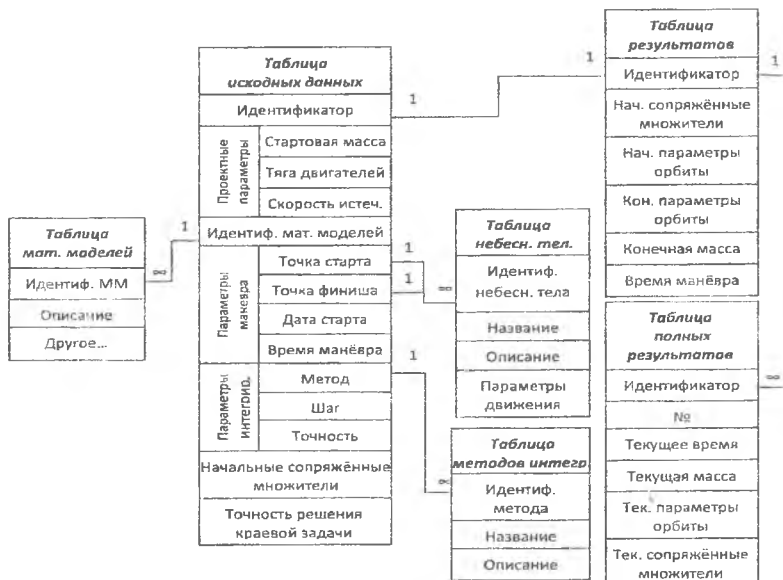 Таблица
мат. моделей
Идентиф. ММ
Описание
Другое...
1
∞
Таблица
исходных данных
Идентификатор
Проектные
параметры
Стартовая масса
Тяга двигателей
Скорость истеч.
Идентиф. мат. моделей
Параметры
манёвра
Точка старта
Точка финиша
Дата старта
Время манёвра
Параметры
интегрир.
Метод
Шаг
Точность
Начальные сопряжённые
множители
Точность решения
краевой задачи
1
1
1
1
1
∞
∞
Таблица
небесн. тел.
Идентиф.
небесн. тела
Название
Описание
Параметры
движения
Таблица
методов интегр
Идентиф.
метода
Название
Описание
Таблица
результатов
Идентификатор
1
Нач. сопряжённые
множители
Нач. параметры
орбиты
Кон. параметры
орбиты
Конечная масса
Время манёвра
Таблица
полных
результатов
Идентификатор
∞
№
Текущее время
Текущая масса
Тек. параметры
орбиты
Тек. сопряжённые
множители